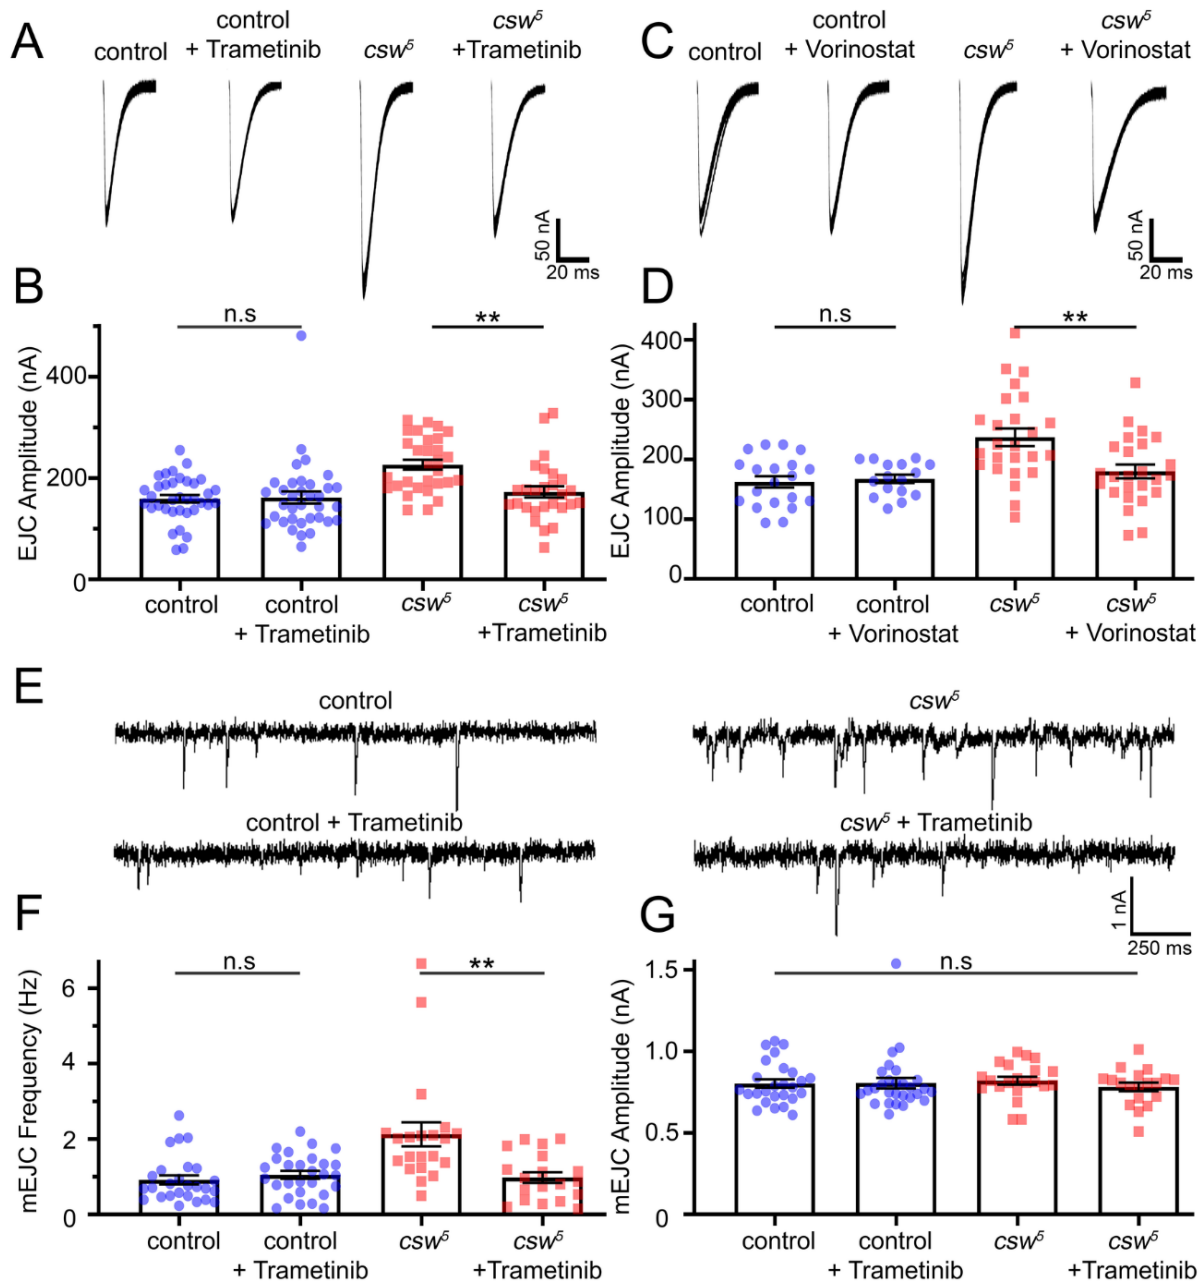 A
control
control
+ Trametinib
csw⁵
csw⁵
+Trametinib
50 nA
20 ms
C
control
control
+ Vorinostat
csw⁵
csw⁵
+ Vorinostat
50 nA
20 ms
B
n.s
**
EJC Amplitude (nA)
400
200
0
control
control
+ Trametinib
csw⁵
csw⁵
+Trametinib
D
n.s
**
EJC Amplitude (nA)
400
300
200
100
0
control
control
+ Vorinostat
csw⁵
csw⁵
+ Vorinostat
E
control
csw⁵
control + Trametinib
csw⁵ + Trametinib
1 nA
250 ms
F
n.s
**
mEJC Frequency (Hz)
6
4
2
0
control
control
+ Trametinib
csw⁵
csw⁵
+Trametinib
G
n.s
mEJC Amplitude (nA)
1.5
1.0
0.5
0
control
control
+ Trametinib
csw⁵
csw⁵
+Trametinib